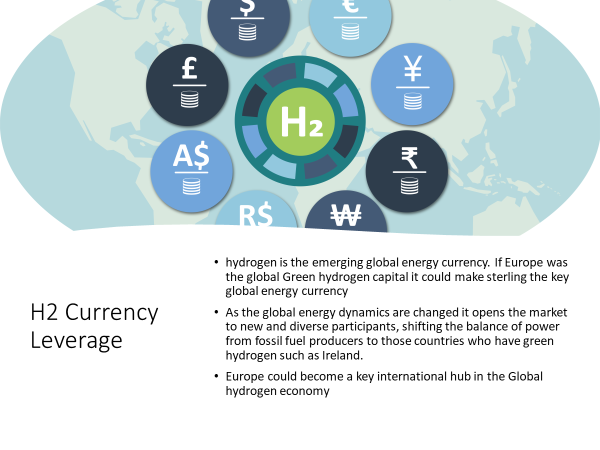 $ €
£ ¥
H₂
A$ ₹
R$ ₩
• hydrogen is the emerging global energy currency. If Europe was
the global Green hydrogen capital it could make sterling the key
global energy currency
H2 Currency
Leverage
• As the global energy dynamics are changed it opens the market
to new and diverse participants, shifting the balance of power
from fossil fuel producers to those countries who have green
hydrogen such as Ireland.
• Europe could become a key international hub in the Global
hydrogen economy